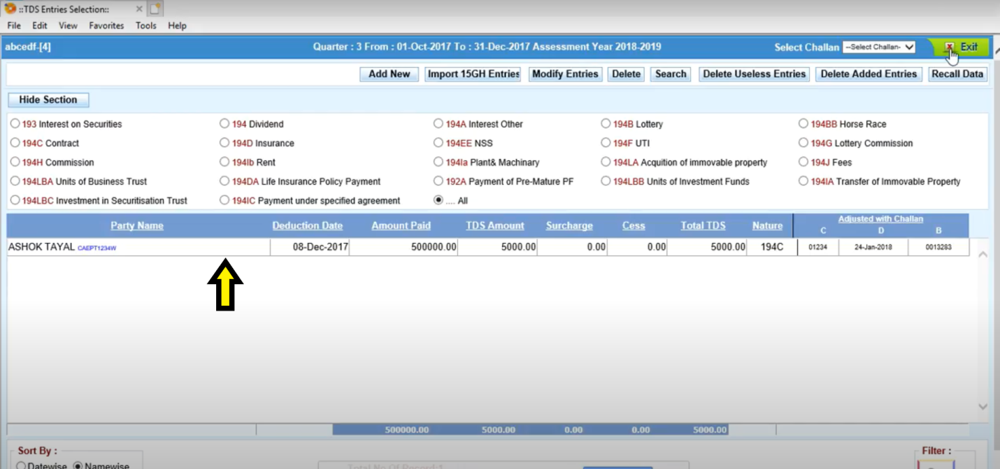 ::TDS Entries Selection::
File Edit View Favorites Tools Help
abcedf-[4] Quarter : 3 From : 01-Oct-2017 To : 31-Dec-2017 Assessment Year 2018-2019 Select Challan --Select Challan- Exit
Add New Import 15GH Entries Modify Entries Delete Search Delete Useless Entries Delete Added Entries Recall Data
Hide Section
193 Interest on Securities 194 Dividend 194A Interest Other 194B Lottery 194BB Horse Race
194C Contract 194D Insurance 194EE NSS 194F UTI 194G Lottery Commission
194H Commission 194Ib Rent 194Ia Plant& Machinary 194LA Acqution of immovable property 194J Fees
194LBA Units of Business Trust 194DA Life Insurance Policy Payment 192A Payment of Pre-Mature PF 194LBB Units of Investment Funds 194IA Transfer of Immovable Property
194LBC Investment in Securitisation Trust 194IC Payment under specified agreement .... All
Party Name Deduction Date Amount Paid TDS Amount Surcharge Cess Total TDS Nature Adjusted with Challan
C D B
ASHOK TAYAL CAEPT1234W 08-Dec-2017 500000.00 5000.00 0.00 0.00 5000.00 194C 01234 24-Jan-2018 0013283
500000.00 5000.00 0.00 0.00 5000.00
Sort By : Filter :
Datewise Namewise Total No Of Record:1